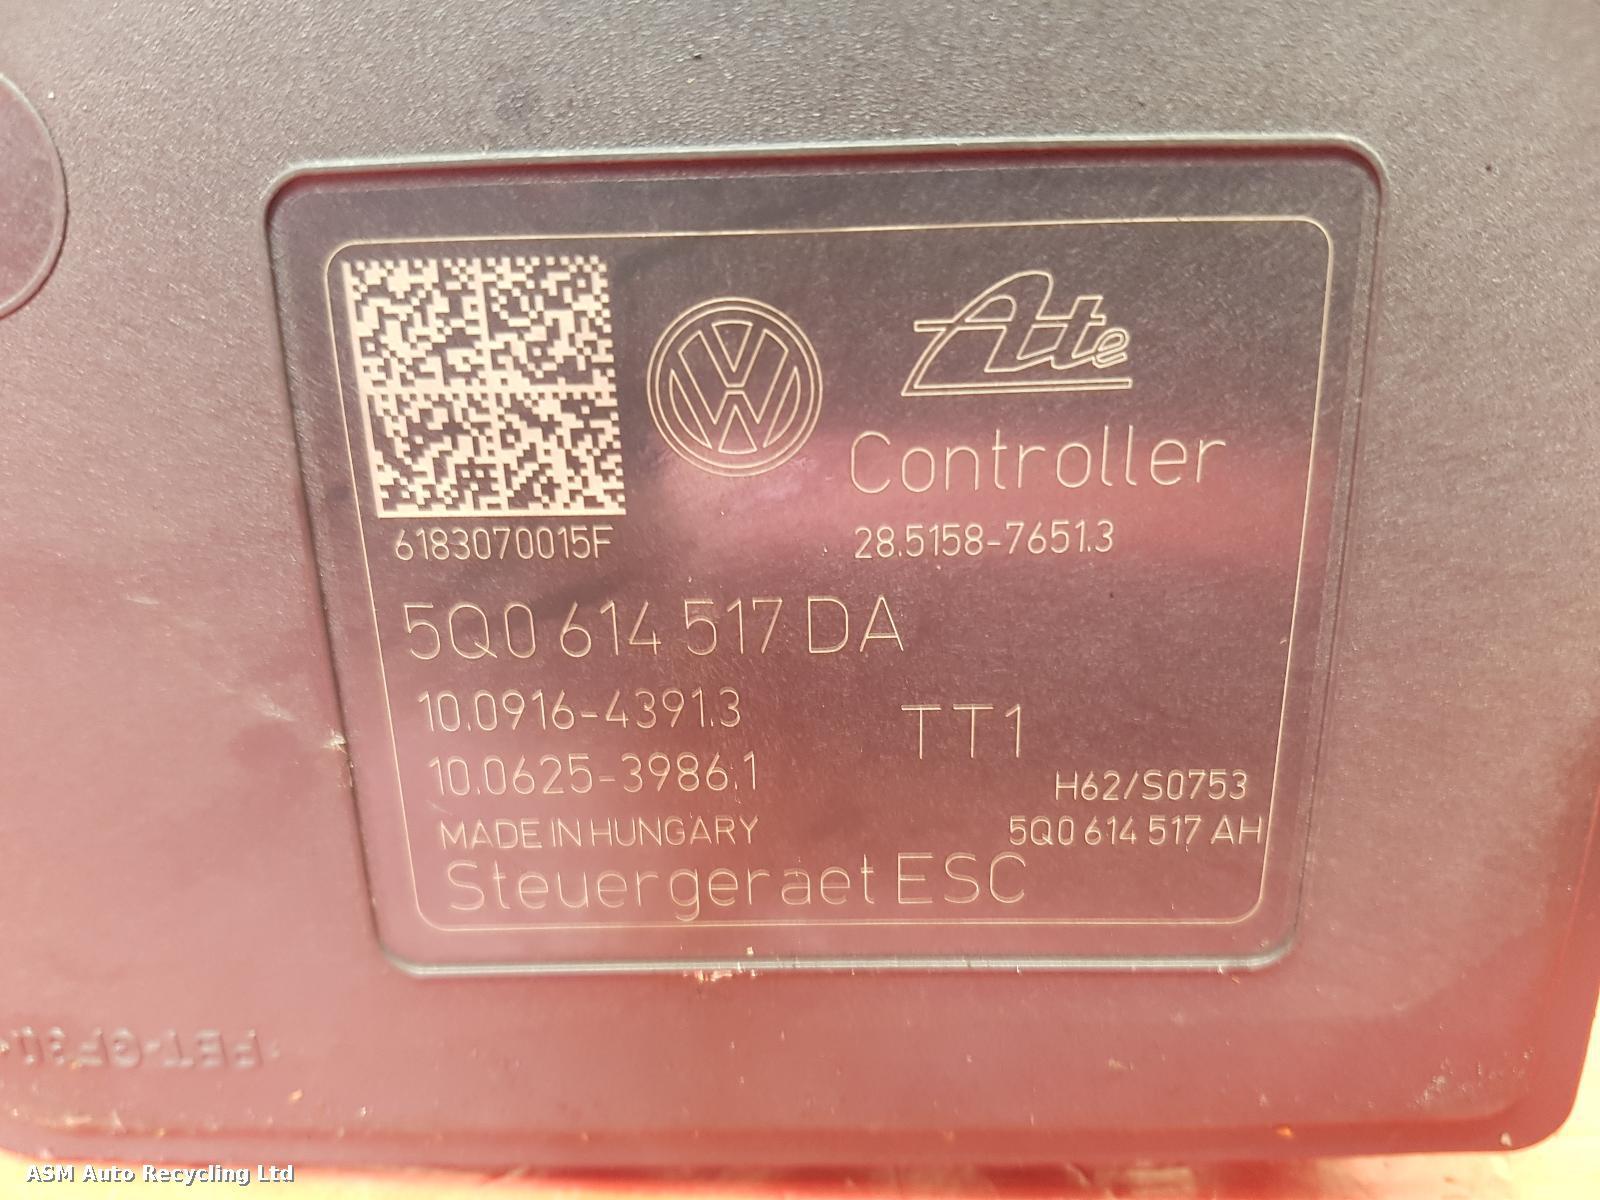 Ate
Controller
6183070015F
28.5158-7651.3
5Q0 614 517 DA
10.0916-4391.3
TT1
10.0625-3986.1
H62/S0753
MADE IN HUNGARY
5Q0 614 517 AH
Steuergeraet ESC
ASM Auto Recycling Ltd